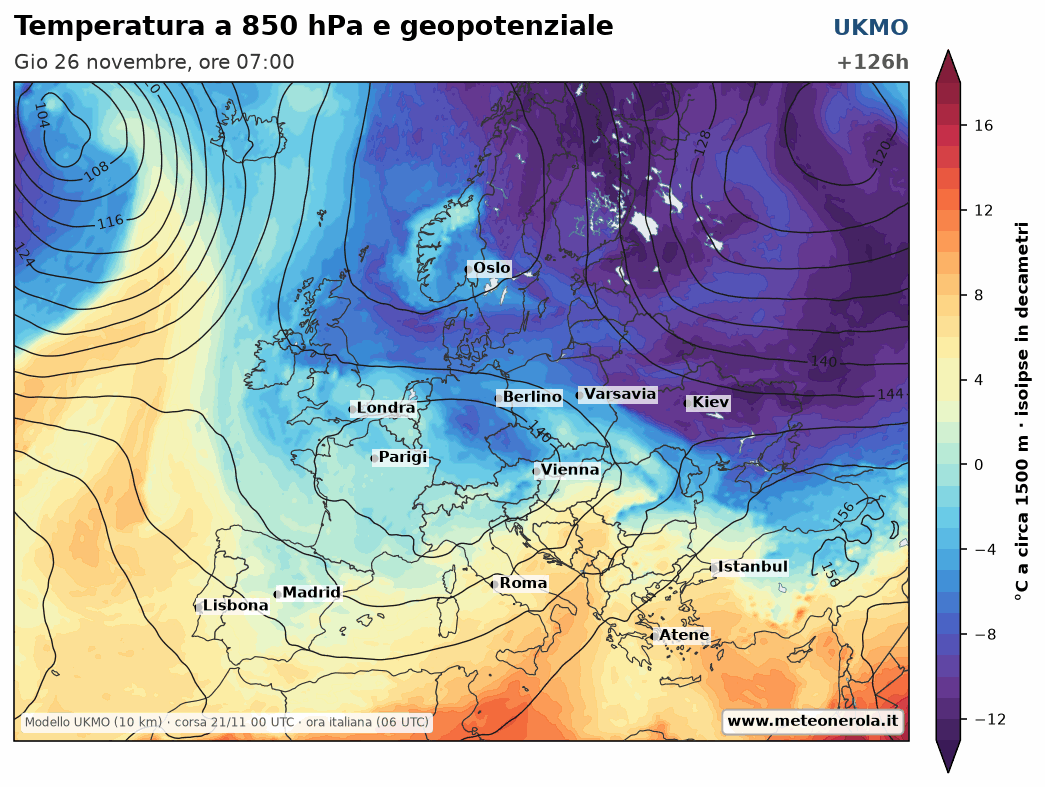 Temperatura a 850 hPa e geopotenziale
UKMO
Gio 26 novembre, ore 07:00
+126h
104
108
116
124
128
120
140
144
140
156
156
Oslo
Londra
Berlino
Varsavia
Kiev
Parigi
Vienna
Istanbul
Roma
Madrid
Lisbona
Atene
16
12
8
4
0
−4
−8
−12
°C a circa 1500 m · isoipse in decametri
Modello UKMO (10 km) · corsa 21/11 00 UTC · ora italiana (06 UTC)
www.meteonerola.it